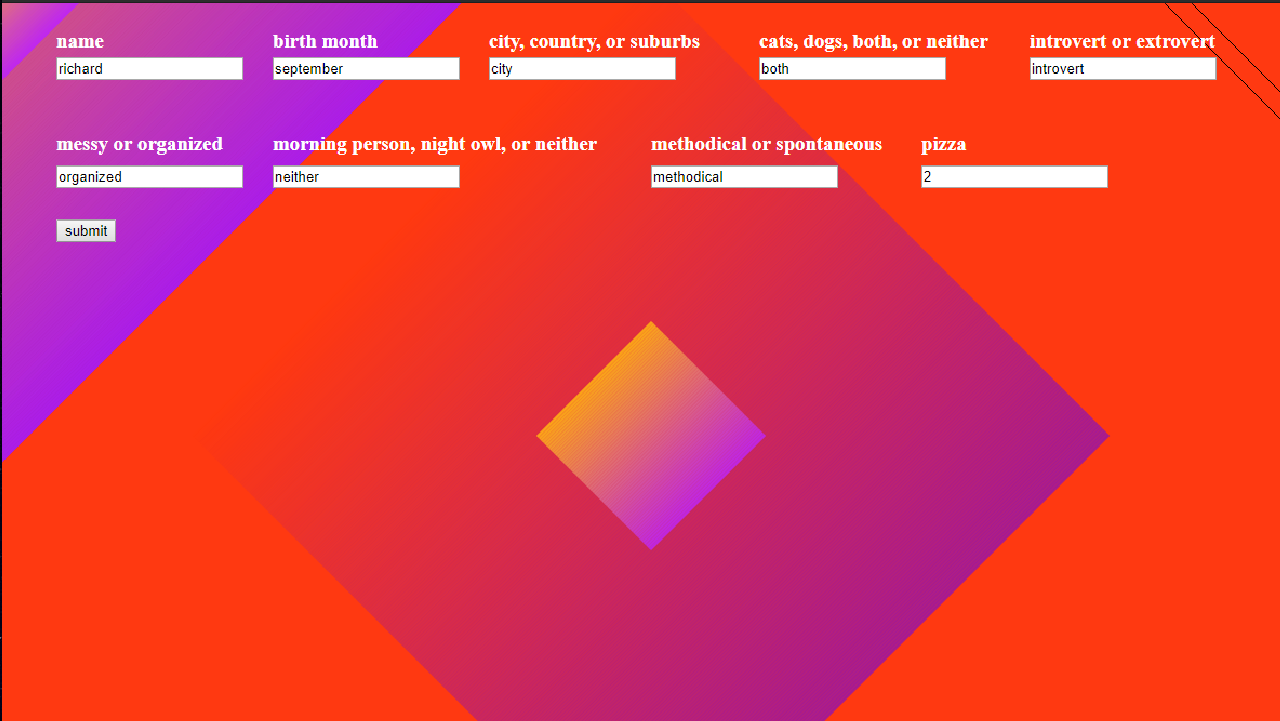 name birth month city, country, or suburbs cats, dogs, both, or neither introvert or extrovert
richard september city both introvert
messy or organized morning person, night owl, or neither methodical or spontaneous pizza
organized neither methodical 2
submit